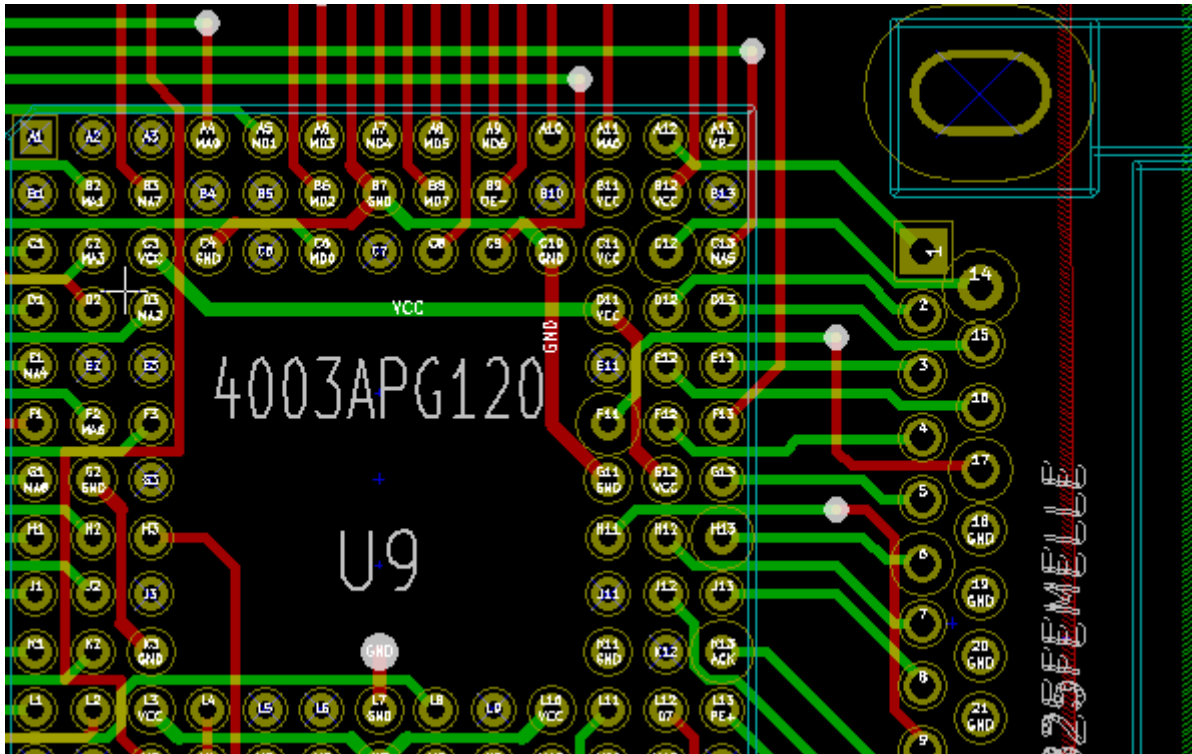 A1 A2 A3 A4 A5 A6 A7 A8 A9 A10 A11 A12 A13
MA9 MD1 MD3 MD4 MD5 MD6 MA6 VR-
B1 B2 B3 B4 B5 B6 B7 B8 B9 B10 B11 B12 B13
MA1 MA7 MD2 GND MD7 OE- VCC VCC
C1 C2 C3 C4 C5 C6 C7 C8 C9 C10 C11 C12 C13
MA3 VCC GND MD0 GND VCC MA5
1
14
D1 D2 D3 VCC D11 D12 D13 2
MA2 VCC
GND
15
E1 E2 E3 E11 E12 E13 3
MA4
4003APG120
16
F1 F2 F3 F11 F12 F13 4
MA6
17
G1 G2 G3 G11 G12 G13 5
MA8 GND GND VCC
18
GND
H1 H2 H3 H11 H12 H13 6
U9
19
GND
J1 J2 J3 J11 J12 J13 7
20
GND
K1 K2 K3 GND K11 K12 K13 8
GND GND ACK
21
GND
L1 L2 L3 L4 L5 L6 L7 L8 L9 L10 L11 L12 L13 9
VCC GND VCC D7 PE+